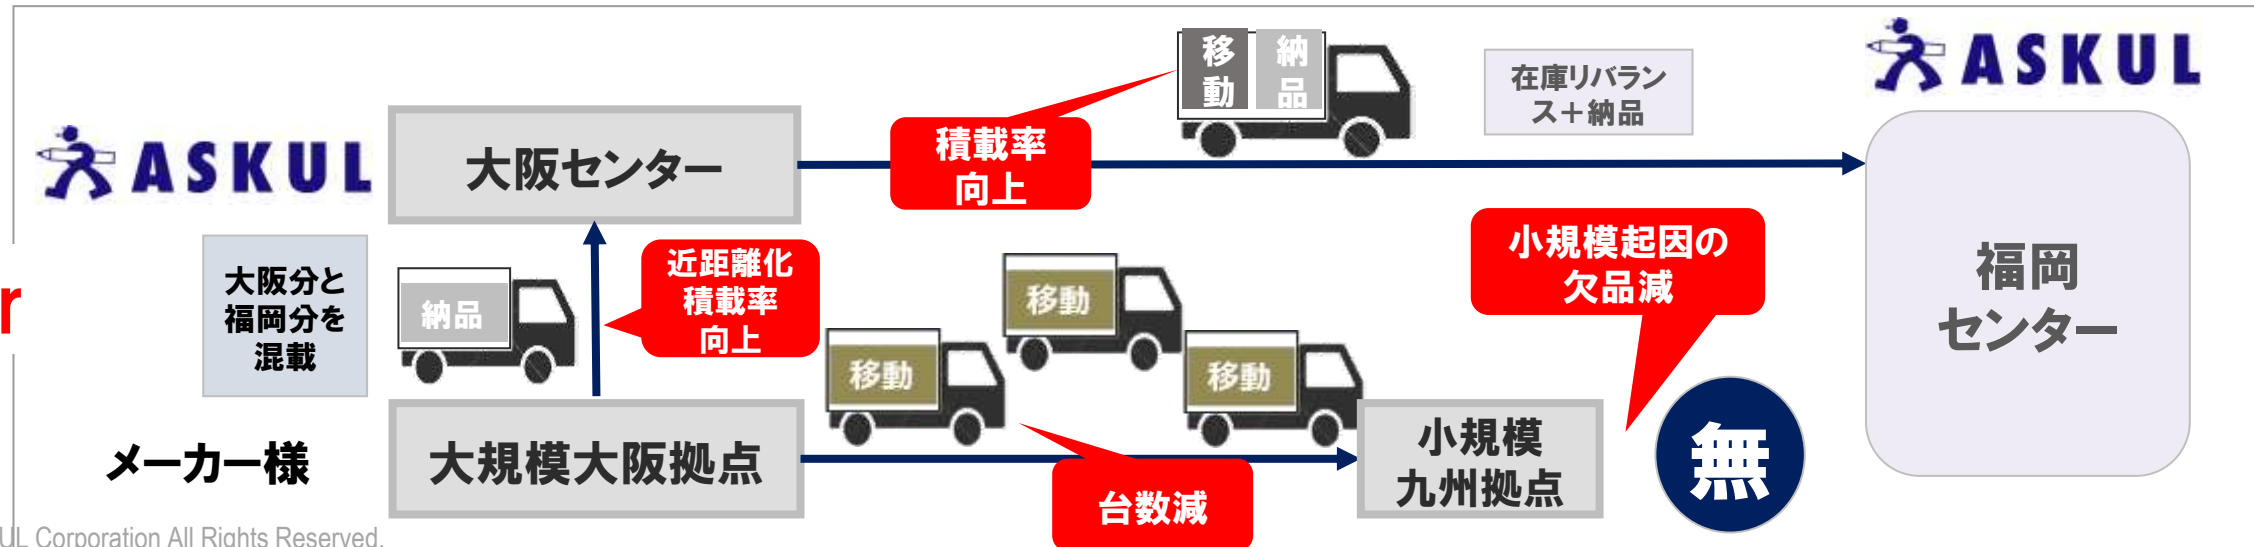 ASKUL
大阪センター
積載率
向上
移動
納品
在庫リバラン
ス＋納品
ASKUL
大阪分と
福岡分を
混載
納品
近距離化
積載率
向上
移動
移動
移動
小規模起因の
欠品減
福岡
センター
r
メーカー様
大規模大阪拠点
台数減
小規模
九州拠点
無
UL Corporation All Rights Reserved.